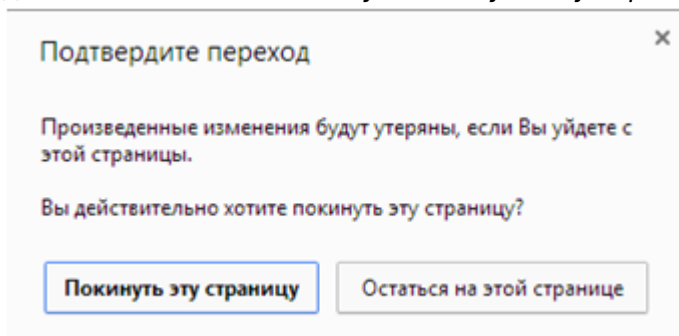 Подтвердите переход
Произведенные изменения будут утеряны, если Вы уйдете с
этой страницы.
Вы действительно хотите покинуть эту страницу?
Покинуть эту страницу
Остаться на этой странице